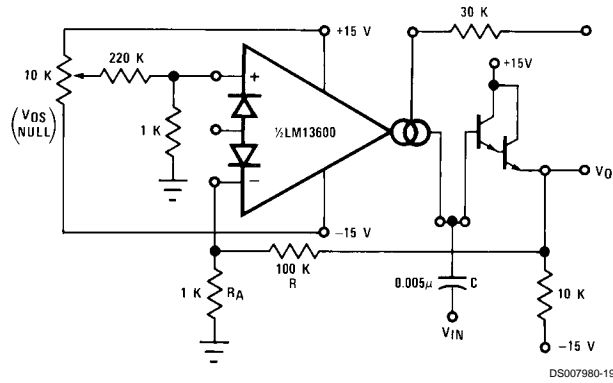 30 K
+15 V
+15V
220 K
10 K
(VOS NULL)
+
1 K
½LM13600
VO
−
−15 V
100 K
R
1 K
RA
0.005μ
C
10 K
VIN
−15 V
DS007980-19